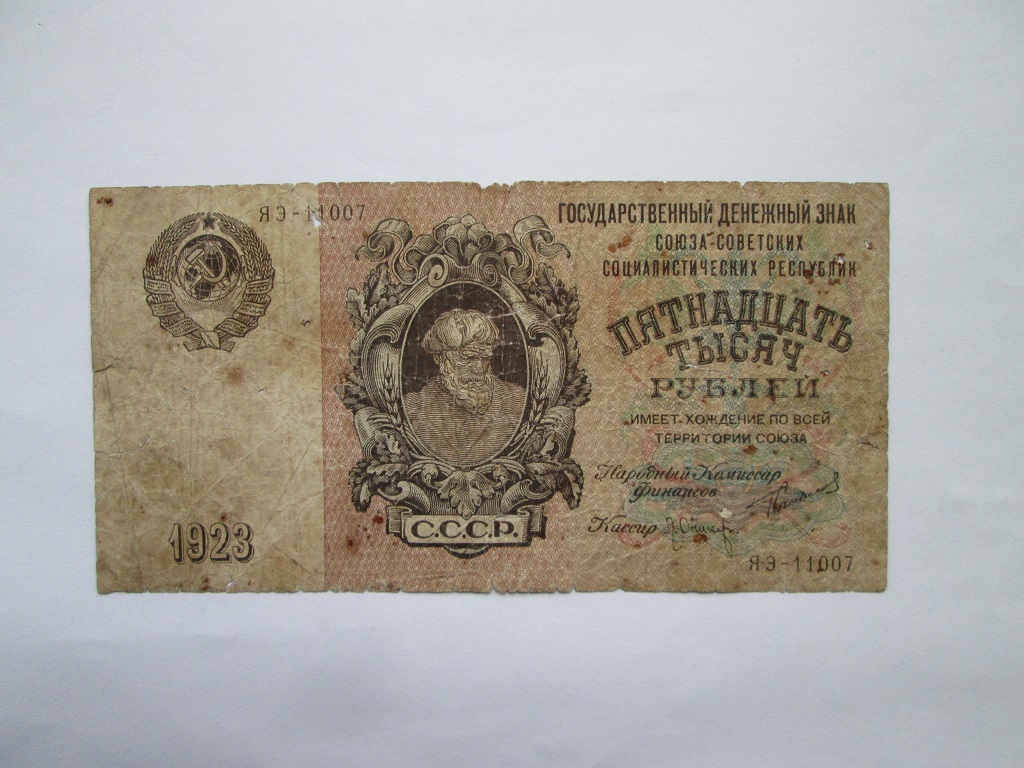 ЯЭ-11007
ГОСУДАРСТВЕННЫЙ ДЕНЕЖНЫЙ ЗНАК
СОЮЗА СОВЕТСКИХ
СОЦИАЛИСТИЧЕСКИХ РЕСПУБЛИК
ПЯТНАДЦАТЬ
ТЫСЯЧ
РУБЛЕЙ
ИМЕЕТ ХОЖДЕНИЕ ПО ВСЕЙ
ТЕРРИТОРИИ СОЮЗА
Народный Комиссар
финансов
Кассир
1923
С.С.С.Р.
ЯЭ-11007